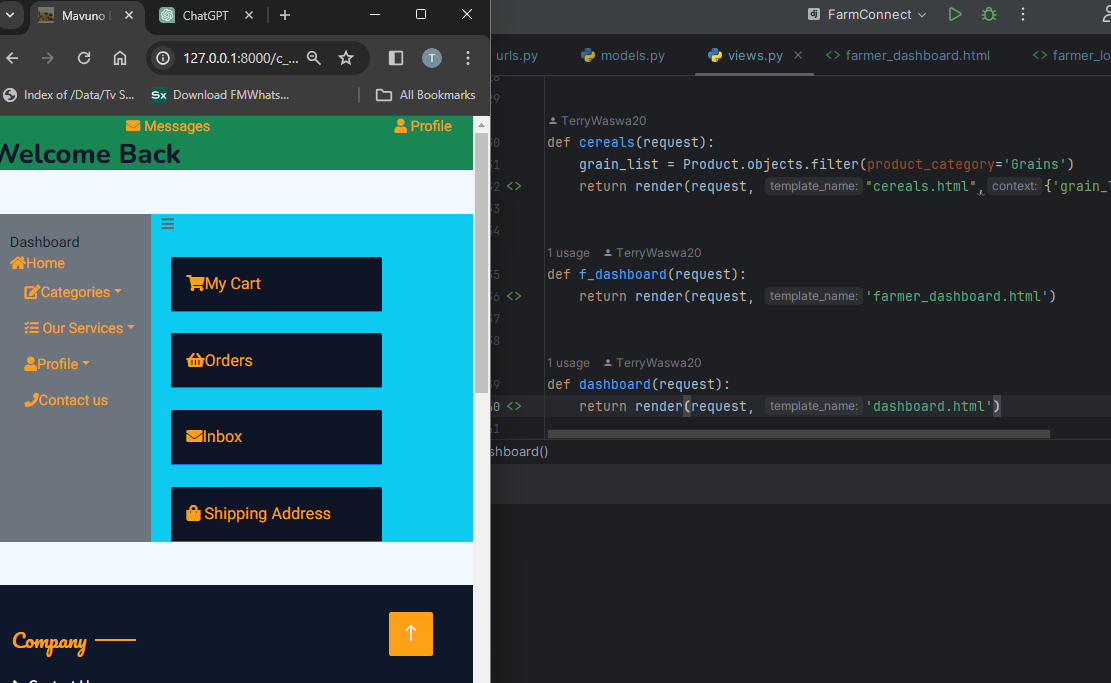 Mavuno
ChatGPT
127.0.0.1:8000/c_...
Index of /Data/Tv S...
Sx Download FMWhats...
All Bookmarks
Messages
Profile
Welcome Back
Dashboard
Home
Categories
Our Services
Profile
Contact us
My Cart
Orders
Inbox
Shipping Address
Company
FarmConnect
urls.py
models.py
views.py
farmer_dashboard.html
farmer_lo
29
TerryWaswa20
def cereals(request):
grain_list = Product.objects.filter(product_category='Grains')
return render(request, template_name: "cereals.html", context: {'grain_l
1 usage TerryWaswa20
def f_dashboard(request):
return render(request, template_name: 'farmer_dashboard.html')
1 usage TerryWaswa20
def dashboard(request):
40 return render(request, template_name: 'dashboard.html')
shboard()